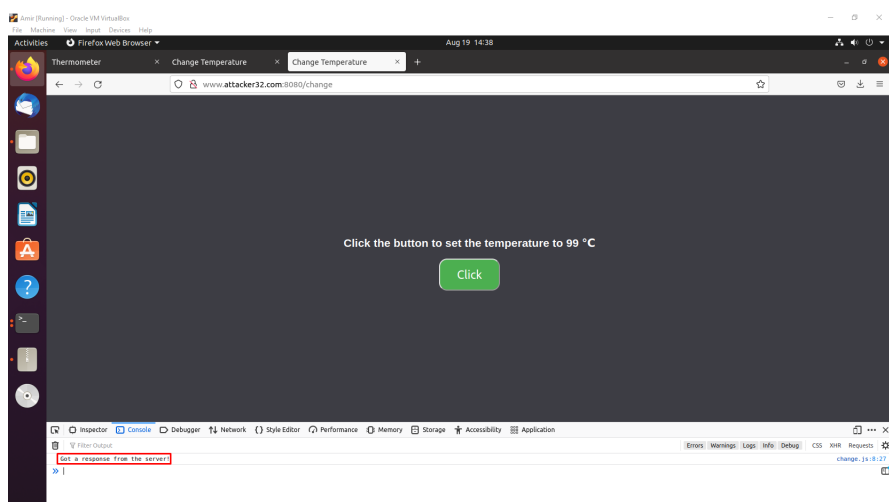 Amir [Running] - Oracle VM VirtualBox
File Machine View Input Devices Help
Activities Firefox Web Browser Aug 19 14:38
Thermometer × Change Temperature × Change Temperature × +
www.attacker32.com:8080/change
Click the button to set the temperature to 99 °C
Click
Inspector Console Debugger Network {} Style Editor Performance Memory Storage Accessibility Application
Filter Output Errors Warnings Logs Info Debug CSS XHR Requests
Got a response from the server! change.js:8:27
»